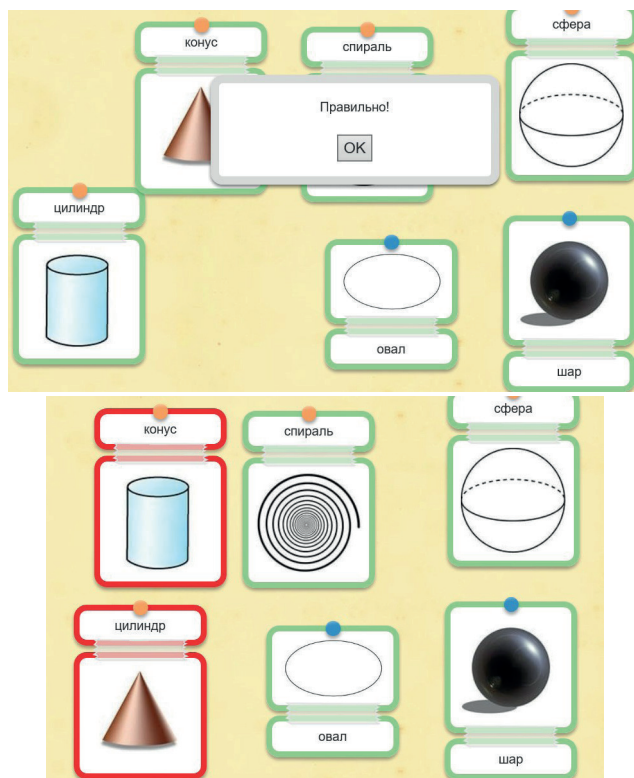 конус
спираль
сфера
Правильно!
OK
цилиндр
овал
шар
конус
спираль
сфера
цилиндр
овал
шар